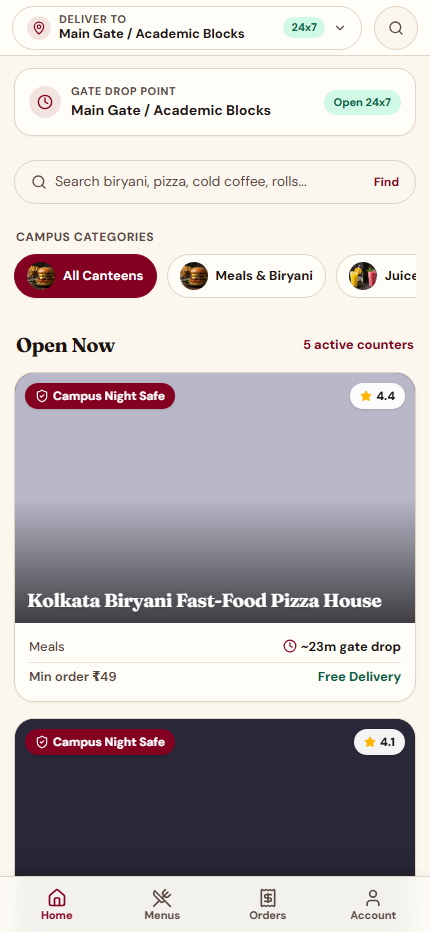 DELIVER TO
Main Gate / Academic Blocks
24x7
GATE DROP POINT
Main Gate / Academic Blocks
Open 24x7
Search biryani, pizza, cold coffee, rolls...
Find
CAMPUS CATEGORIES
All Canteens
Meals & Biryani
Juice
Open Now
5 active counters
Campus Night Safe
4.4
Kolkata Biryani Fast-Food Pizza House
Meals
~23m gate drop
Min order ₹49
Free Delivery
Campus Night Safe
4.1
Home
Menus
Orders
Account